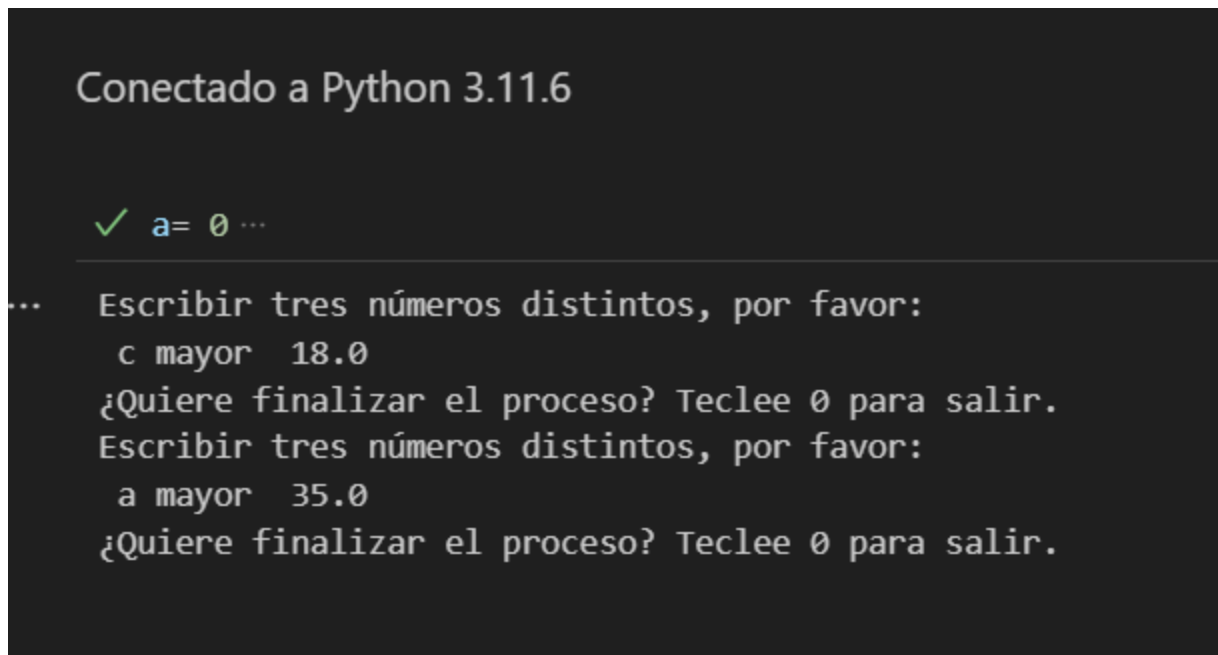 Conectado a Python 3.11.6
✓ a= 0 ···
··· Escribir tres números distintos, por favor:
c mayor  18.0
¿Quiere finalizar el proceso? Teclee 0 para salir.
Escribir tres números distintos, por favor:
a mayor  35.0
¿Quiere finalizar el proceso? Teclee 0 para salir.